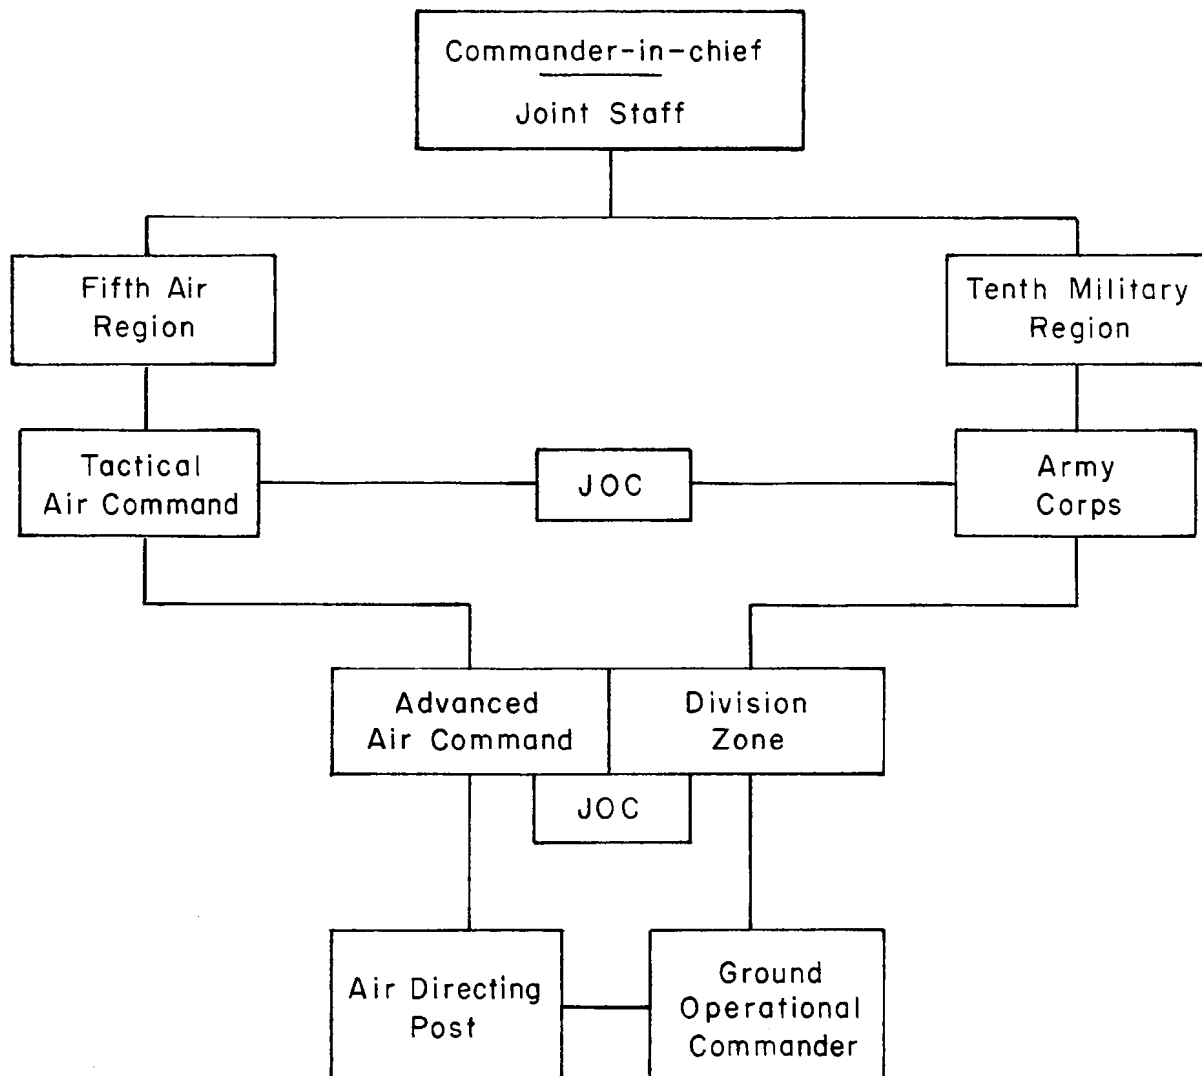 Commander-in-chief
Joint Staff
Fifth Air
Region
Tenth Military
Region
Tactical
Air Command
JOC
Army
Corps
Advanced
Air Command
Division
Zone
JOC
Air Directing
Post
Ground
Operational
Commander